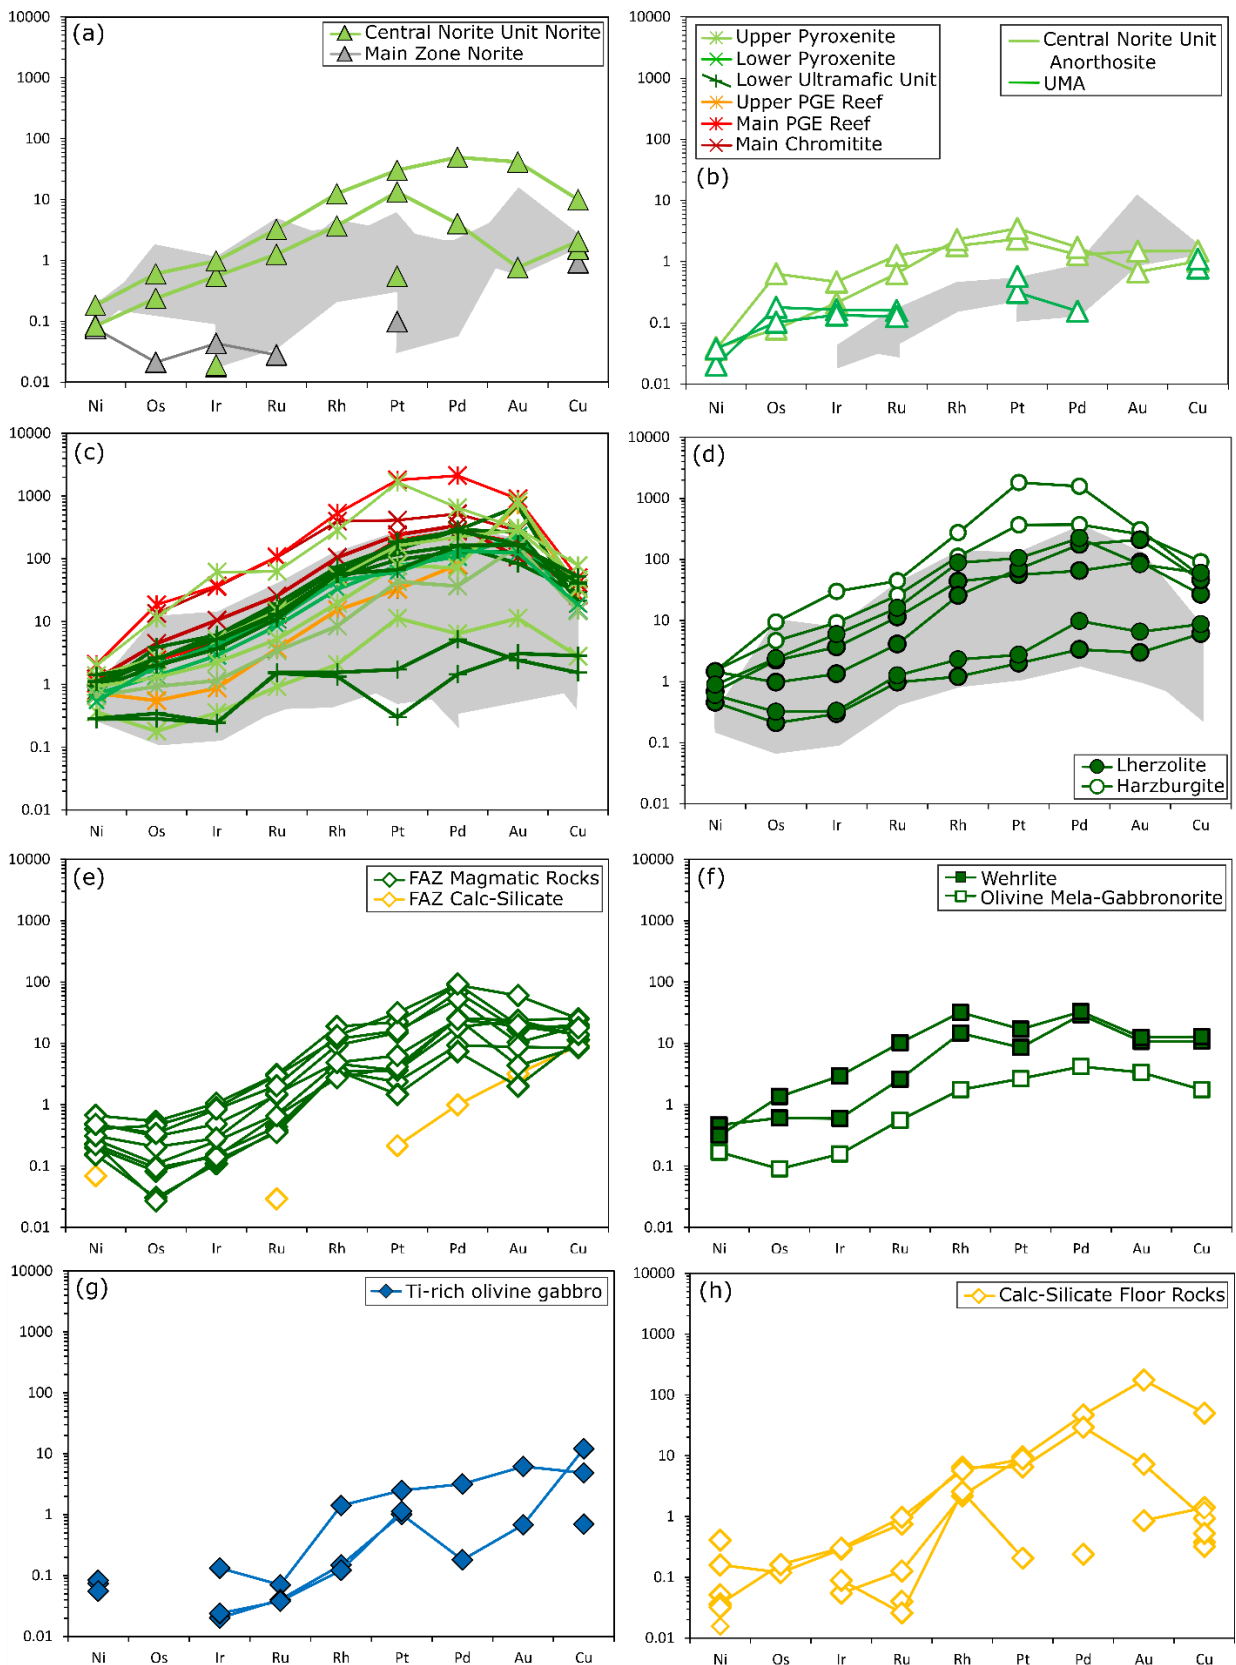 (a)
Central Norite Unit Norite
Main Zone Norite
10000
1000
100
10
1
0.1
0.01
Ni Os Ir Ru Rh Pt Pd Au Cu
Upper Pyroxenite
Lower Pyroxenite
Lower Ultramafic Unit
Upper PGE Reef
Main PGE Reef
Main Chromitite
Central Norite Unit
Anorthosite
UMA
(b)
10000
1000
100
10
1
0.1
0.01
Ni Os Ir Ru Rh Pt Pd Au Cu
(c)
10000
1000
100
10
1
0.1
0.01
Ni Os Ir Ru Rh Pt Pd Au Cu
(d)
10000
1000
100
10
1
0.1
0.01
Lherzolite
Harzburgite
Ni Os Ir Ru Rh Pt Pd Au Cu
(e)
FAZ Magmatic Rocks
FAZ Calc-Silicate
10000
1000
100
10
1
0.1
0.01
Ni Os Ir Ru Rh Pt Pd Au Cu
(f)
Wehrlite
Olivine Mela-Gabbronorite
10000
1000
100
10
1
0.1
0.01
Ni Os Ir Ru Rh Pt Pd Au Cu
(g)
Ti-rich olivine gabbro
10000
1000
100
10
1
0.1
0.01
Ni Os Ir Ru Rh Pt Pd Au Cu
(h)
Calc-Silicate Floor Rocks
10000
1000
100
10
1
0.1
0.01
Ni Os Ir Ru Rh Pt Pd Au Cu